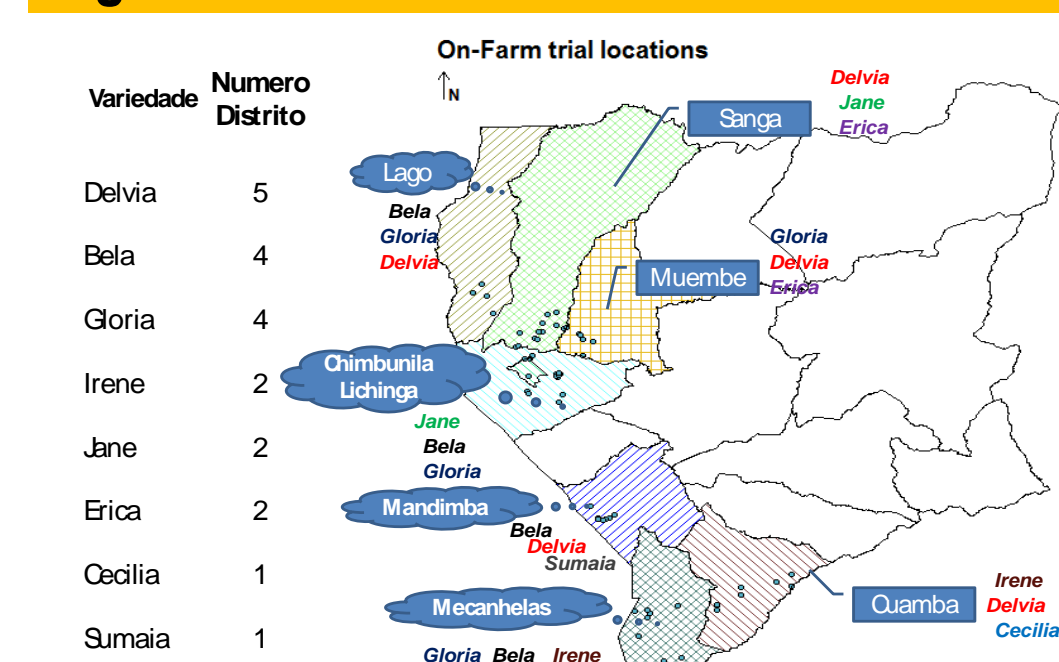 On-Farm trial locations
N
Variedade Numero Distrito
Delvia 5
Bela 4
Gloria 4
Irene 2
Jane 2
Erica 2
Cecilia 1
Sumaia 1
Delvia
Jane
Erica
Sanga
Lago
Bela
Gloria
Delvia
Gloria
Delvia
Erica
Muembe
Chimbunila
Lichinga
Jane
Bela
Gloria
Mandimba
Bela
Delvia
Sumaia
Mecanhelas
Gloria Bela Irene
Cuamba
Irene
Delvia
Cecilia